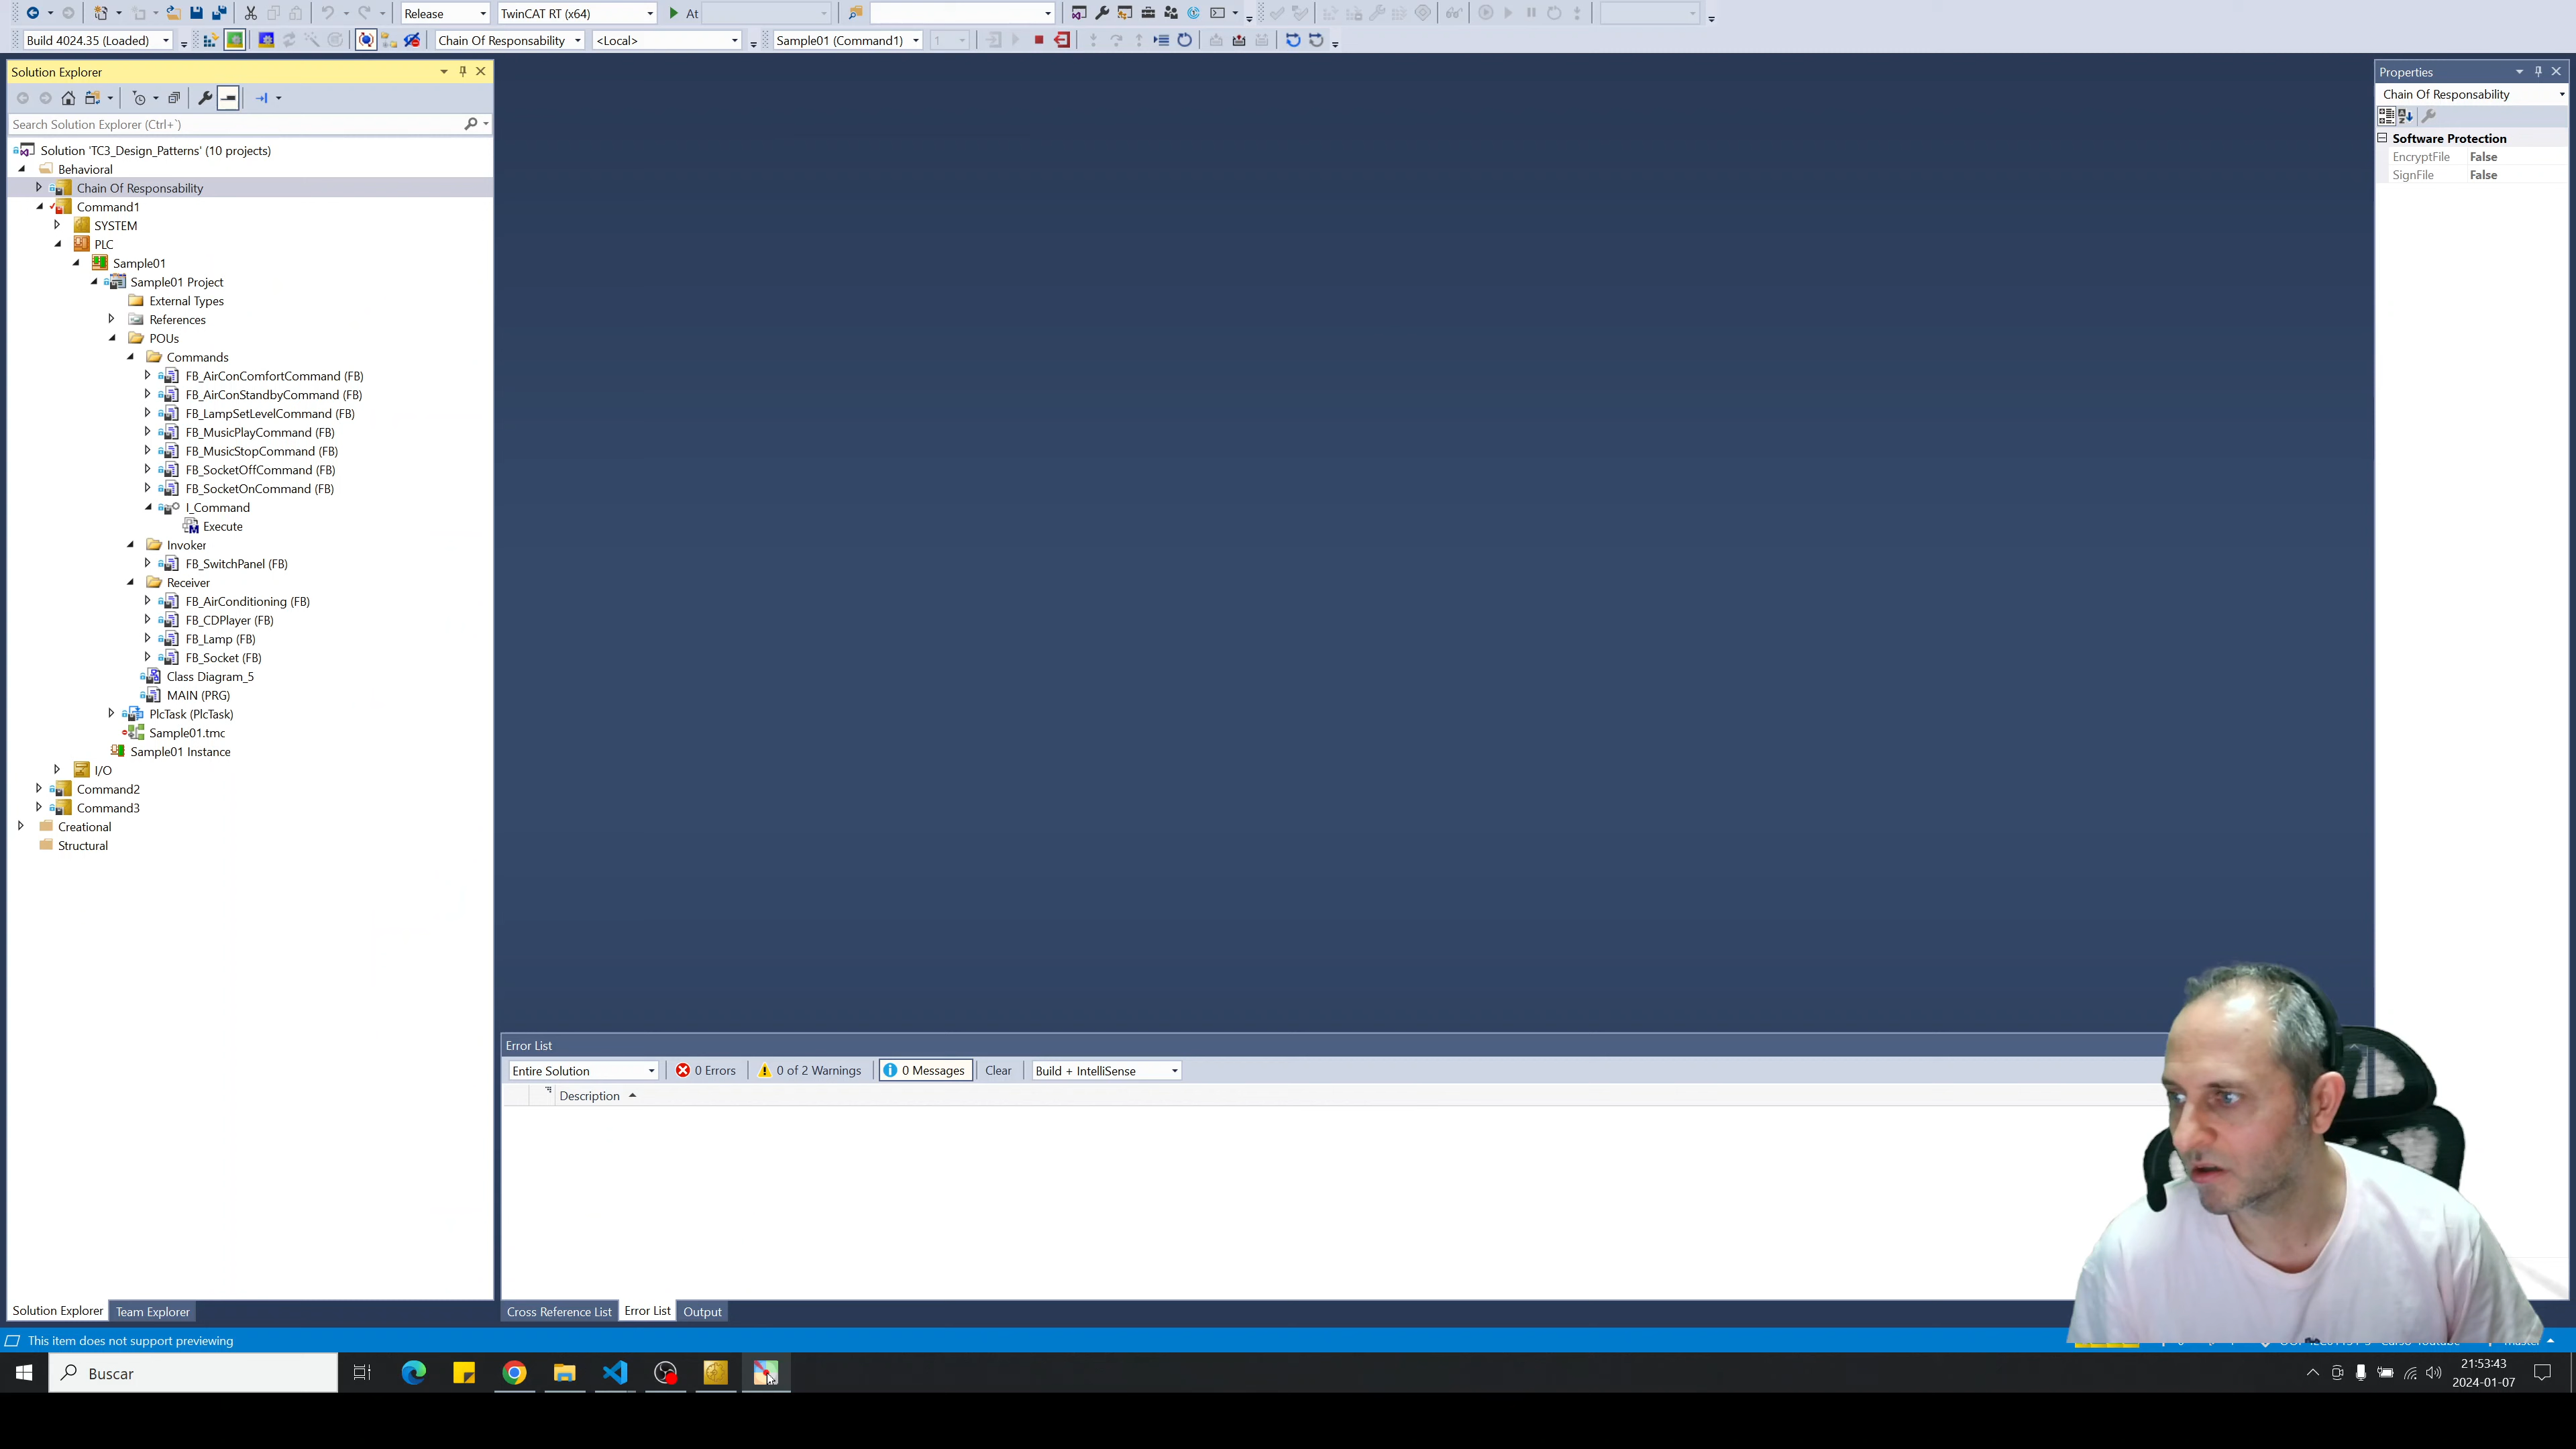 Release
TwinCAT RT (x64)
At
Build 4024.35 (Loaded)
Chain Of Responsability
<Local>
Sample01 (Command1)
1
Solution Explorer
Search Solution Explorer (Ctrl+`)
Solution 'TC3_Design_Patterns' (10 projects)
Behavioral
Chain Of Responsability
Command1
SYSTEM
PLC
Sample01
Sample01 Project
External Types
References
POUs
Commands
FB_AirConComfortCommand (FB)
FB_AirConStandbyCommand (FB)
FB_LampSetLevelCommand (FB)
FB_MusicPlayCommand (FB)
FB_MusicStopCommand (FB)
FB_SocketOffCommand (FB)
FB_SocketOnCommand (FB)
I_Command
Execute
Invoker
FB_SwitchPanel (FB)
Receiver
FB_AirConditioning (FB)
FB_CDPlayer (FB)
FB_Lamp (FB)
FB_Socket (FB)
Class Diagram_5
MAIN (PRG)
PlcTask (PlcTask)
Sample01.tmc
Sample01 Instance
I/O
Command2
Command3
Creational
Structural
Solution Explorer
Team Explorer
Properties
Chain Of Responsability
Software Protection
EncryptFile False
SignFile False
Error List
Entire Solution
0 Errors
0 of 2 Warnings
0 Messages
Clear
Build + IntelliSense
Description
Cross Reference List
Error List
Output
This item does not support previewing
Buscar
21:53:43
2024-01-07